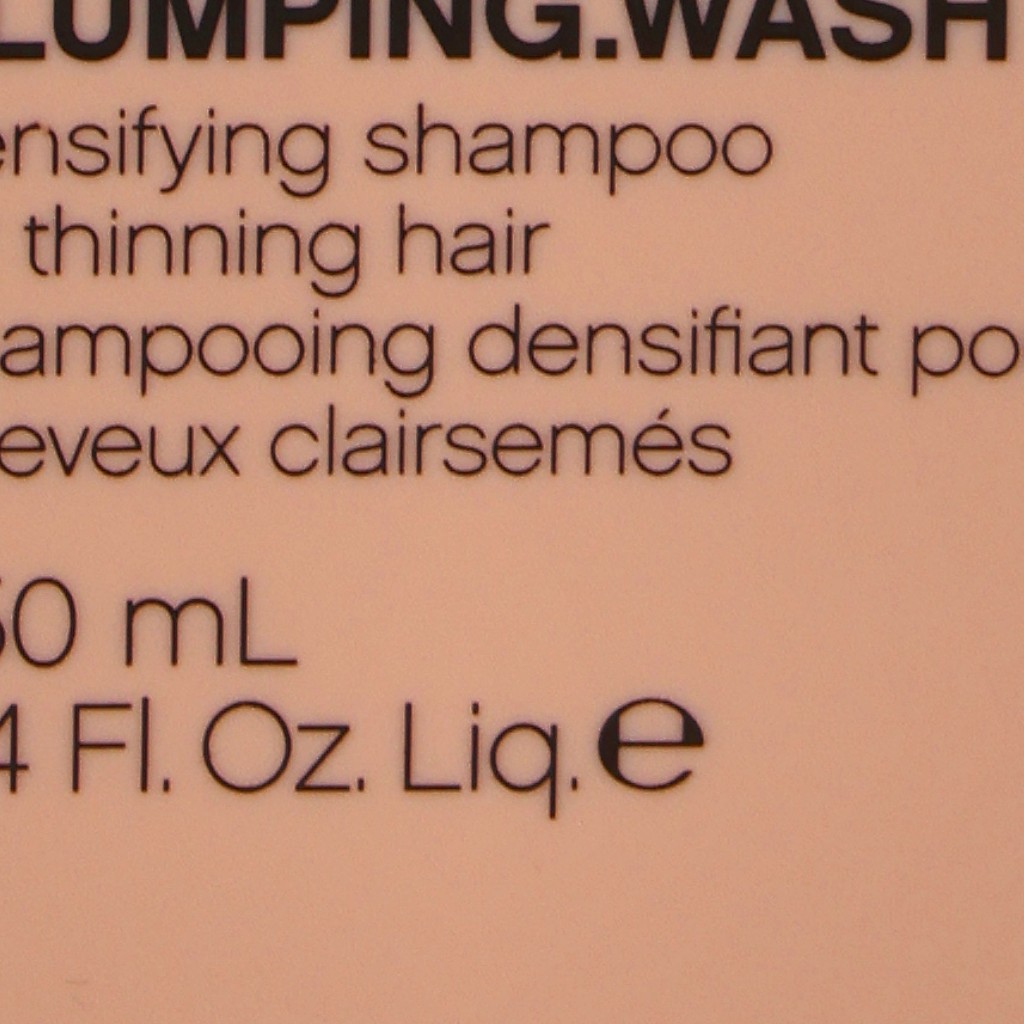 LUMPING.WASH
ensifying shampoo
thinning hair
ampooing densifiant po
eveux clairsemés
50 mL
4 Fl. Oz. Liq. e